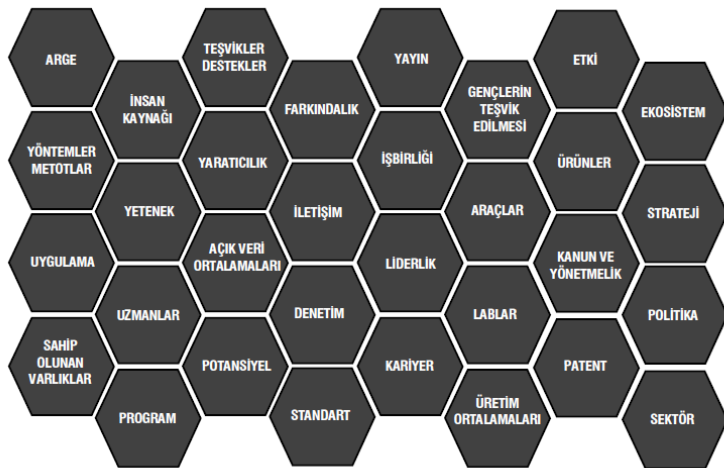 ARGE
TEŞVİKLER
DESTEKLER
YAYIN
ETKİ
İNSAN
KAYNAĞI
FARKINDALIK
GENÇLERİN
TEŞVİK
EDİLMESİ
EKOSİSTEM
YÖNTEMLER
METOTLAR
YARATICILIK
İŞBİRLİĞİ
ÜRÜNLER
YETENEK
İLETİŞİM
ARAÇLAR
STRATEJİ
UYGULAMA
AÇIK VERİ
ORTALAMALARI
LİDERLİK
KANUN VE
YÖNETMELİK
UZMANLAR
DENETİM
LABLAR
POLİTİKA
SAHİP
OLUNAN
VARLIKLAR
POTANSİYEL
KARİYER
PATENT
PROGRAM
STANDART
ÜRETİM
ORTALAMALARI
SEKTÖR